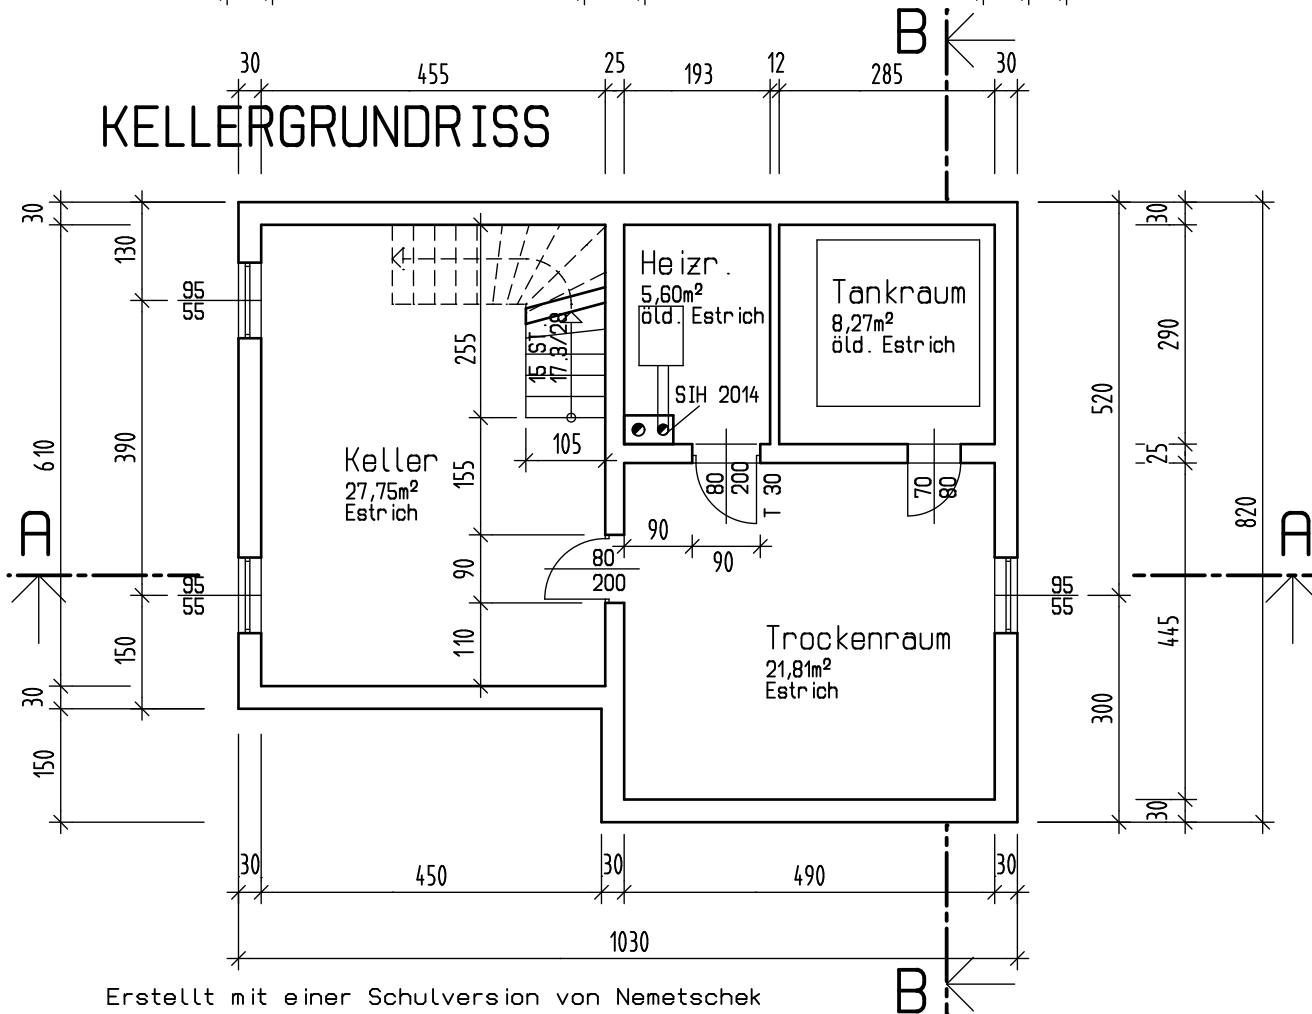 B
30 455 25 193 12 285 30
KELLERGRUNDRISS
30
130
95
55
390
610
95
55
150
30
150
A
255
15 ST.
17.8/28
105
155
90
110
Keller
27,75m²
Estrich
Heizr.
5,60m²
öld. Estrich
SIH 2014
Tankraum
8,27m²
öld. Estrich
80
200
T 30
70
80
90
90
80
200
Trockenraum
21,81m²
Estrich
95
55
30
290
25
445
30
520
300
820
A
30 450 30 490 30
1030
B
Erstellt mit einer Schulversion von Nemetschek